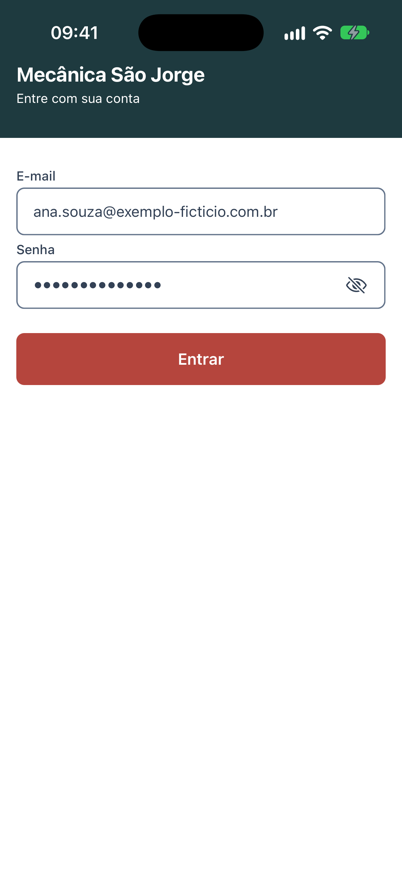 09:41
Mecânica São Jorge
Entre com sua conta
E-mail
ana.souza@exemplo-ficticio.com.br
Senha
••••••••••••••
Entrar